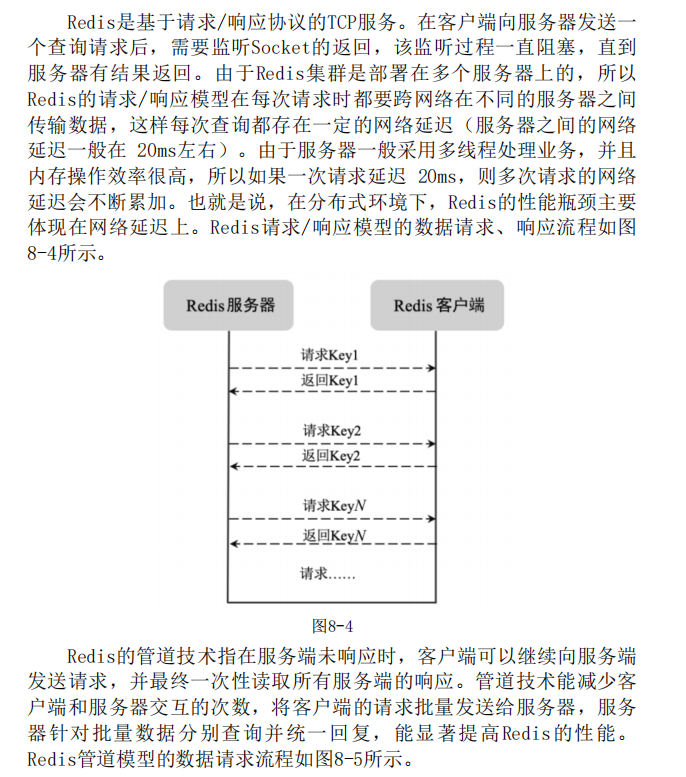 Redis是基于请求/响应协议的TCP服务。在客户端向服务器发送一
个查询请求后，需要监听Socket的返回，该监听过程一直阻塞，直到
服务器有结果返回。由于Redis集群是部署在多个服务器上的，所以
Redis的请求/响应模型在每次请求时都要跨网络在不同的服务器之间
传输数据，这样每次查询都存在一定的网络延迟（服务器之间的网络
延迟一般在 20ms左右）。由于服务器一般采用多线程处理业务，并且
内存操作效率很高，所以如果一次请求延迟 20ms，则多次请求的网络
延迟会不断累加。也就是说，在分布式环境下，Redis的性能瓶颈主要
体现在网络延迟上。Redis请求/响应模型的数据请求、响应流程如图
8-4所示。
Redis服务器 Redis 客户端
请求Key1
返回Key1
请求Key2
返回Key2
请求KeyN
返回KeyN
请求……
图8-4
Redis的管道技术指在服务端未响应时，客户端可以继续向服务端
发送请求，并最终一次性读取所有服务端的响应。管道技术能减少客
户端和服务器交互的次数，将客户端的请求批量发送给服务器，服务
器针对批量数据分别查询并统一回复，能显著提高Redis的性能。
Redis管道模型的数据请求流程如图8-5所示。